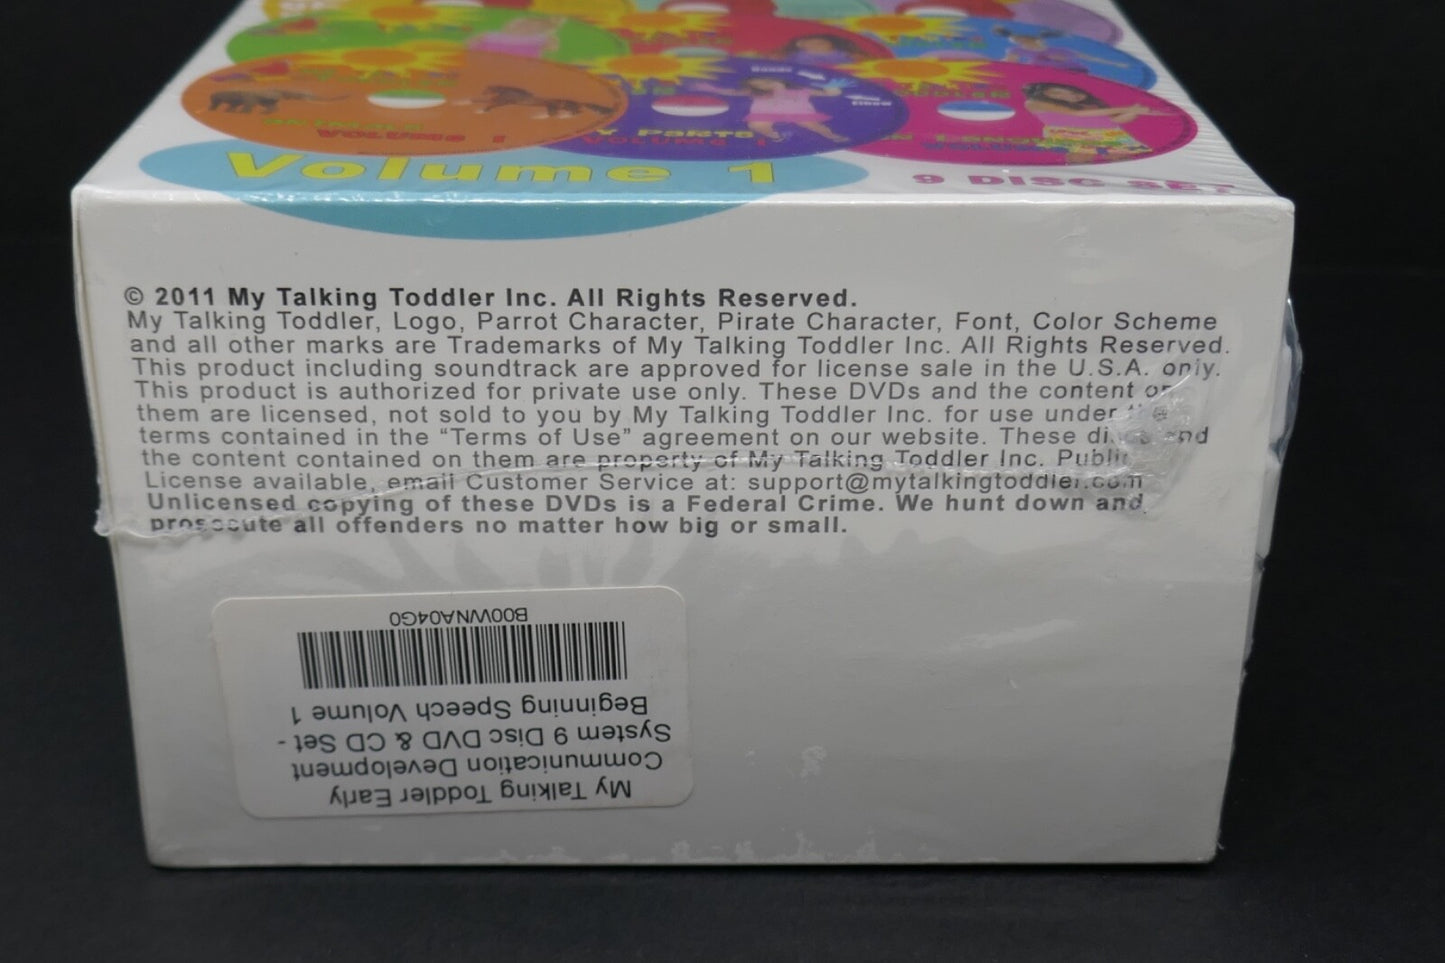 ANIMALS
VOLUME 1
Y PARTS
VOLUME 1
Hands
Elbow
Volume 1
9 DISC SET
© 2011 My Talking Toddler Inc. All Rights Reserved.
My Talking Toddler, Logo, Parrot Character, Pirate Character, Font, Color Scheme
and all other marks are Trademarks of My Talking Toddler Inc. All Rights Reserved.
This product including soundtrack are approved for license sale in the U.S.A. only.
This product is authorized for private use only. These DVDs and the content on
them are licensed, not sold to you by My Talking Toddler Inc. for use under the
terms contained in the “Terms of Use” agreement on our website. These discs and
the content contained on them are property of My Talking Toddler Inc. Public
License available, email Customer Service at: support@mytalkingtoddler.com
Unlicensed copying of these DVDs is a Federal Crime. We hunt down and
prosecute all offenders no matter how big or small.
My Talking Toddler Early
Communication Development
System 9 Disc DVD & CD Set -
Beginning Speech Volume 1
B00WNA04G0